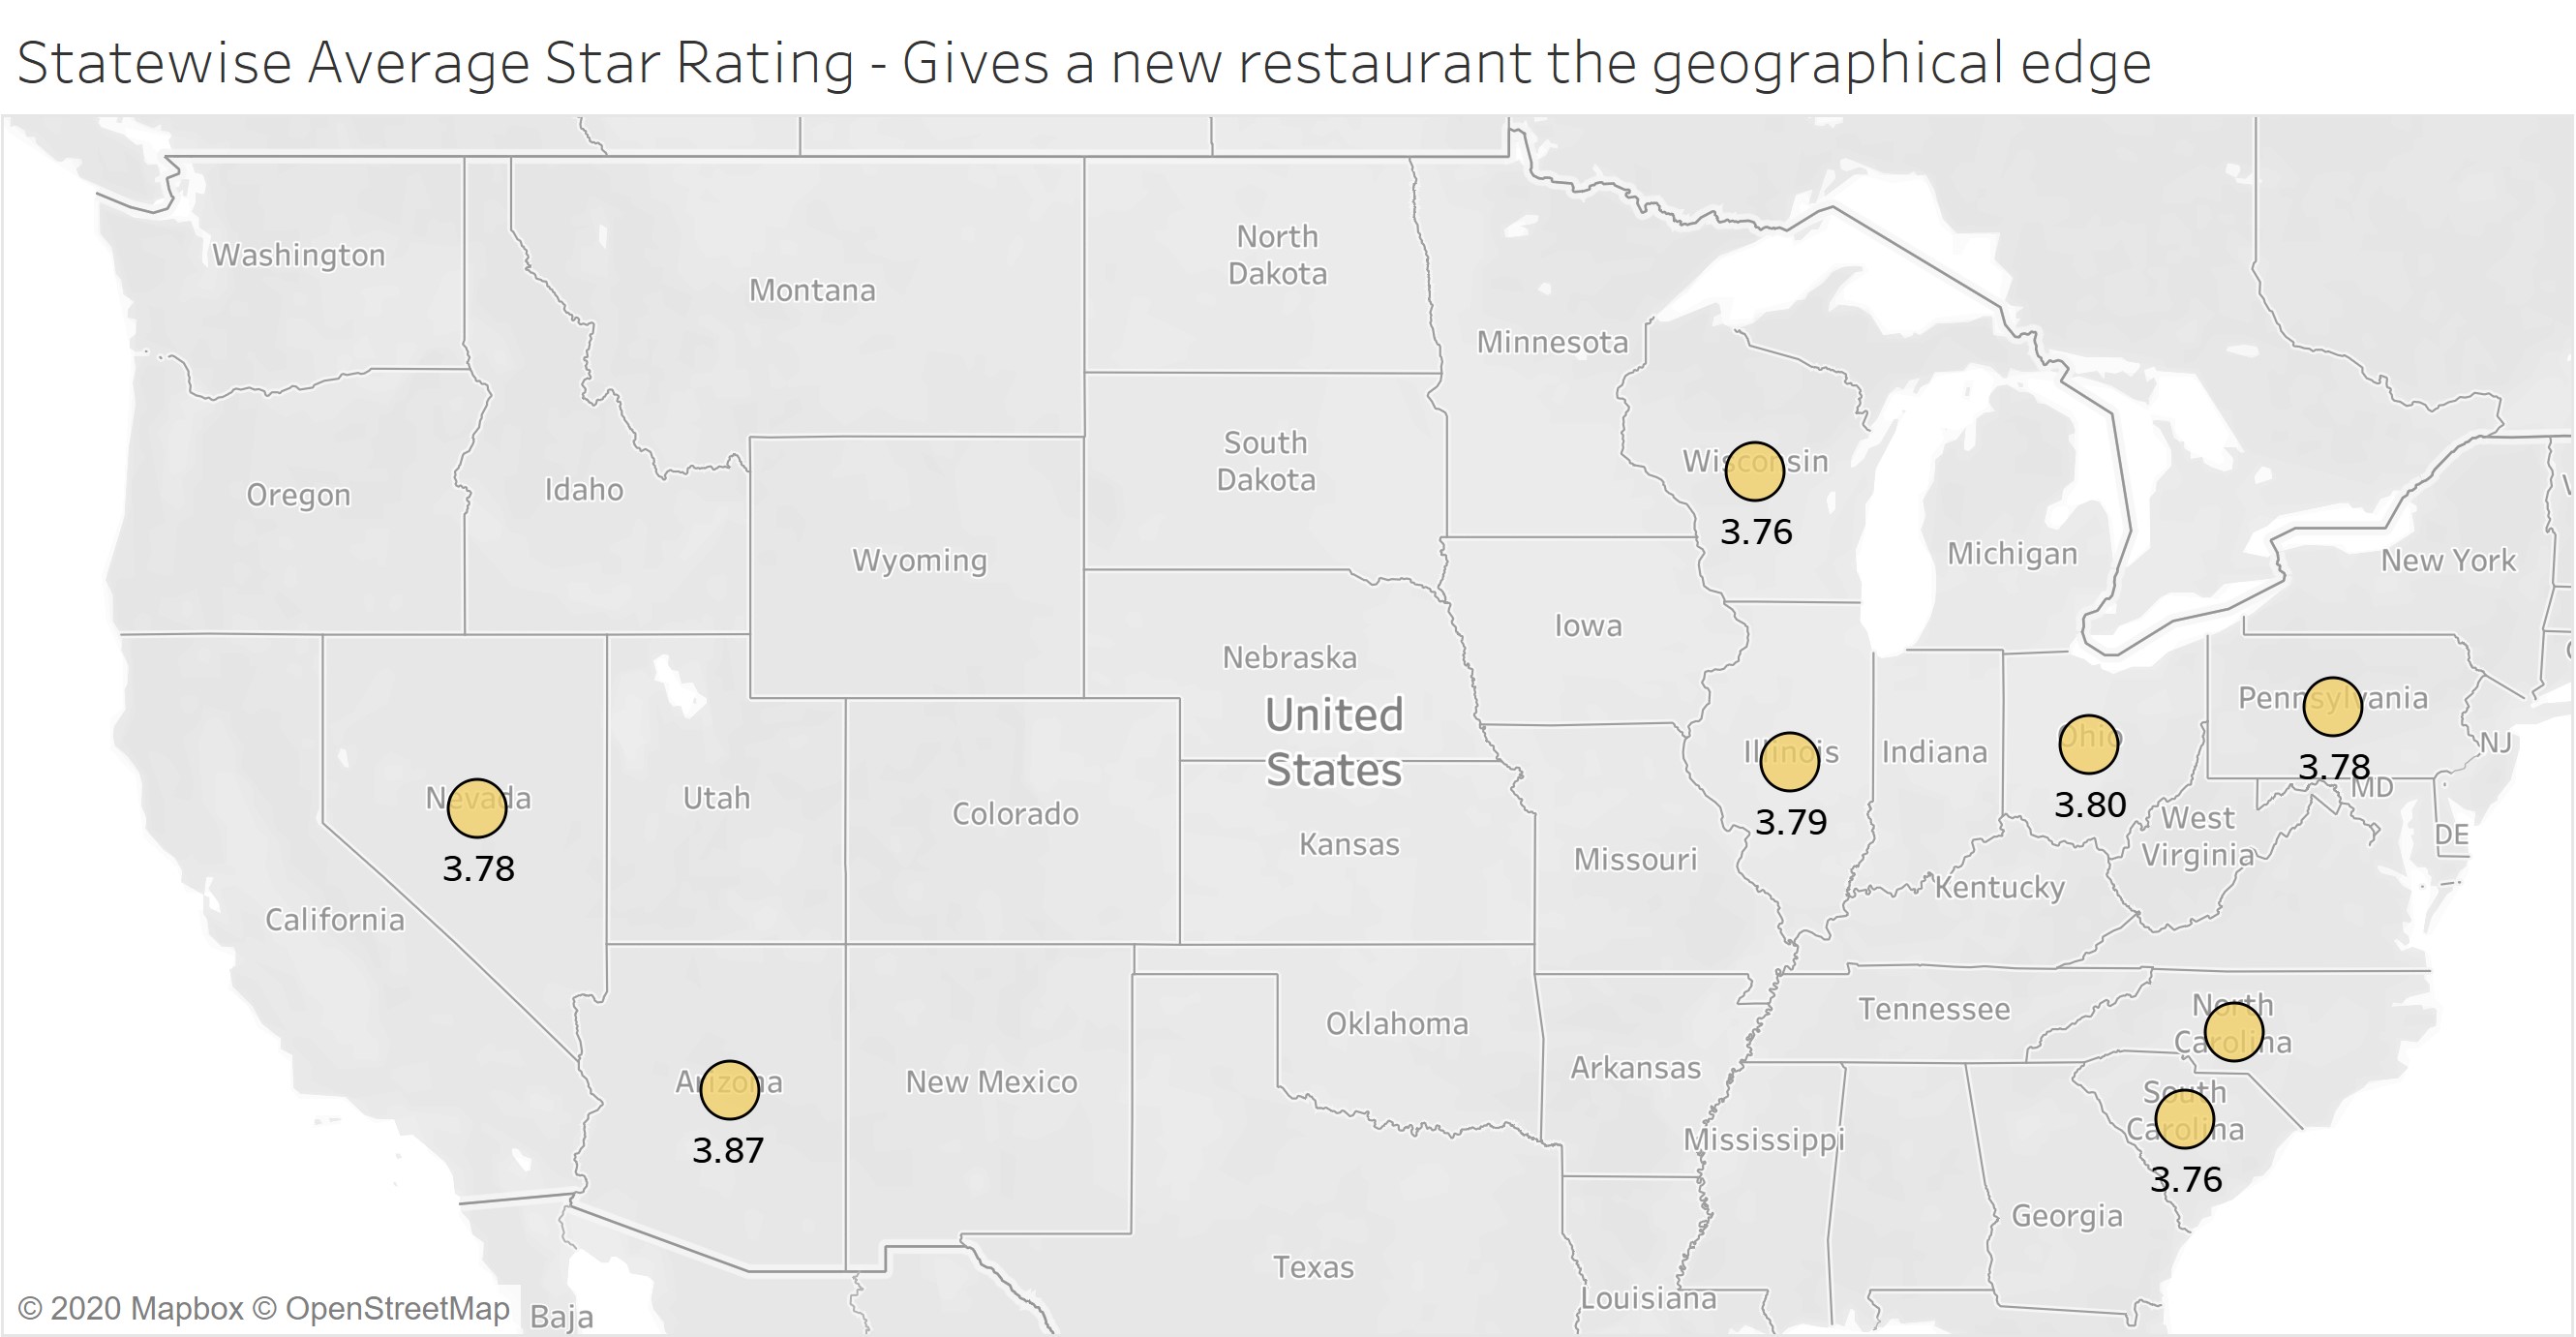 Statewise Average Star Rating - Gives a new restaurant the geographical edge
Washington
Montana
North
Dakota
Minnesota
Oregon
Idaho
South
Dakota
Wisconsin
3.76
Wyoming
Michigan
New York
Iowa
Nebraska
United
States
Nevada
3.78
Utah
Colorado
Kansas
Missouri
Illinois
3.79
Indiana
Ohio
3.80
Pennsylvania
3.78
NJ
MD
DE
West
Virginia
Kentucky
California
Arizona
3.87
New Mexico
Oklahoma
Arkansas
Tennessee
North
Carolina
South
Carolina
3.76
Mississippi
Georgia
Texas
Louisiana
Baja
© 2020 Mapbox © OpenStreetMap